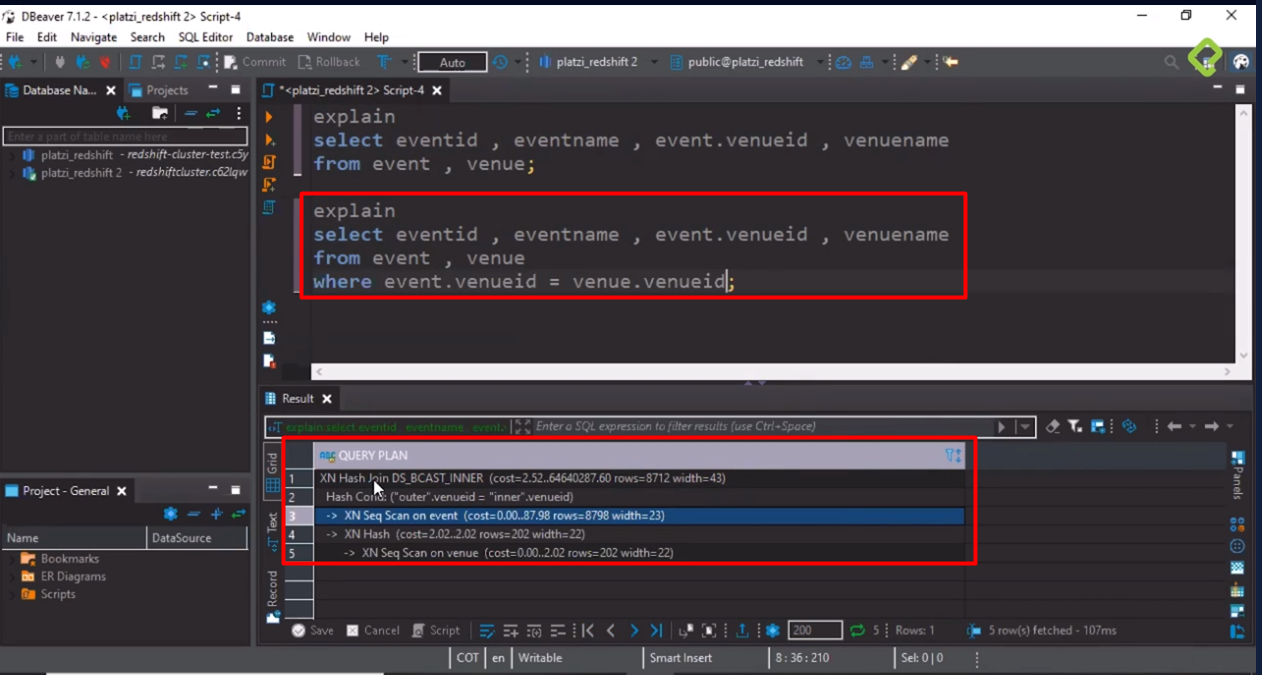 DBeaver 7.1.2 - <platzi_redshift 2> Script-4
File Edit Navigate Search SQL Editor Database Window Help
Commit Rollback Auto platzi_redshift 2 public@platzi_redshift
Database Na... Projects
*<platzi_redshift 2> Script-4
Enter a part of table name here
platzi_redshift - redshift-cluster-test.c5y
platzi_redshift 2 - redshiftcluster.c62lqw
explain
select eventid , eventname , event.venueid , venuename
from event , venue;
explain
select eventid , eventname , event.venueid , venuename
from event , venue
where event.venueid = venue.venueid;
Result
explain select eventid , eventname , event. Enter a SQL expression to filter results (use Ctrl+Space)
Grid
Text
Record
Panels
ABC QUERY PLAN
1 XN Hash Join DS_BCAST_INNER (cost=2.52..64640287.60 rows=8712 width=43)
2 Hash Cond: ("outer".venueid = "inner".venueid)
3 -> XN Seq Scan on event (cost=0.00..87.98 rows=8798 width=23)
4 -> XN Hash (cost=2.02..2.02 rows=202 width=22)
5 -> XN Seq Scan on venue (cost=0.00..2.02 rows=202 width=22)
Project - General
Name DataSource
Bookmarks
ER Diagrams
Scripts
Save Cancel Script 200 5 Rows: 1 5 row(s) fetched - 107ms
COT en Writable Smart Insert 8 : 36 : 210 Sel: 0 | 0